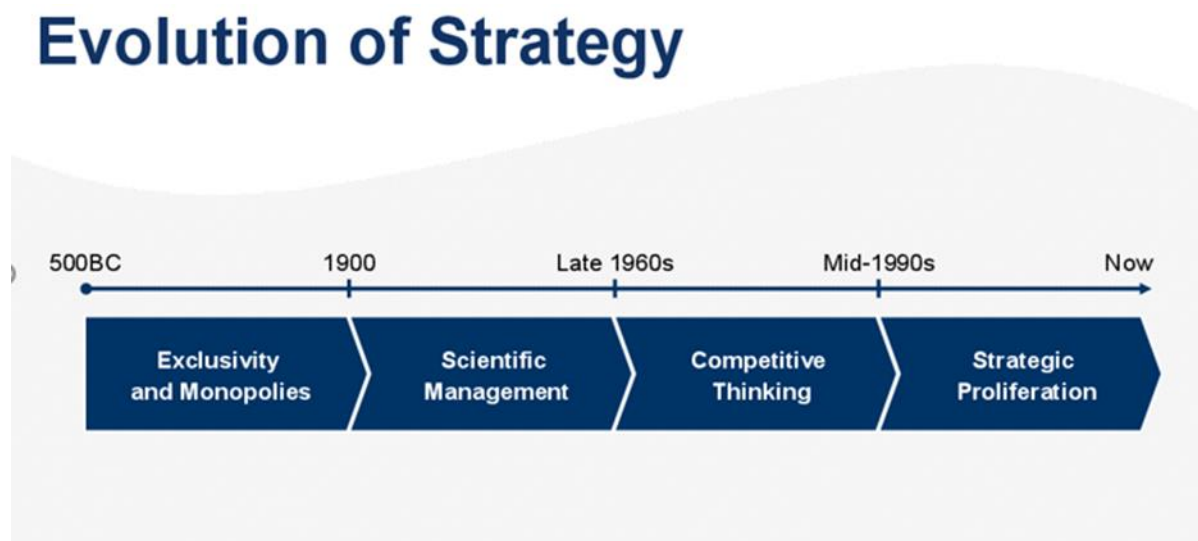 Evolution of Strategy
500BC 1900 Late 1960s Mid-1990s Now
Exclusivity
and Monopolies
Scientific
Management
Competitive
Thinking
Strategic
Proliferation